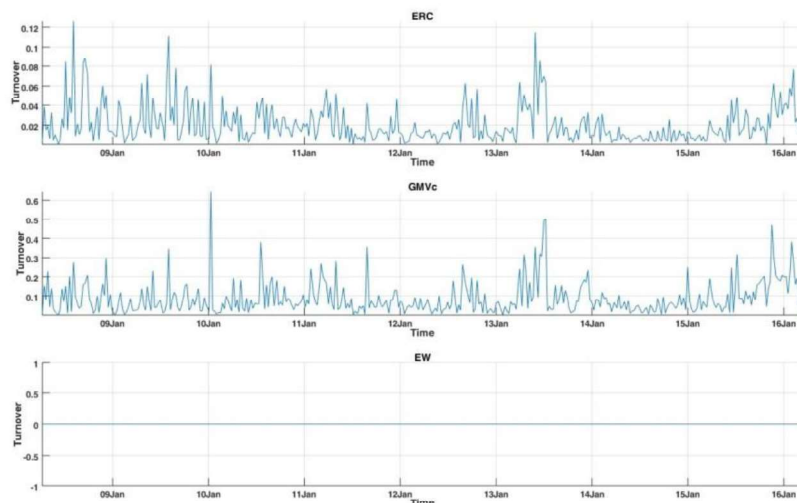 ERC
0.12
0.1
0.08
0.06
0.04
0.02
Turnover
09Jan 10Jan 11Jan 12Jan 13Jan 14Jan 15Jan 16Jan
Time
GMVc
0.6
0.5
0.4
0.3
0.2
0.1
Turnover
09Jan 10Jan 11Jan 12Jan 13Jan 14Jan 15Jan 16Jan
Time
EW
1
0.5
0
-0.5
-1
Turnover
09Jan 10Jan 11Jan 12Jan 13Jan 14Jan 15Jan 16Jan
Time